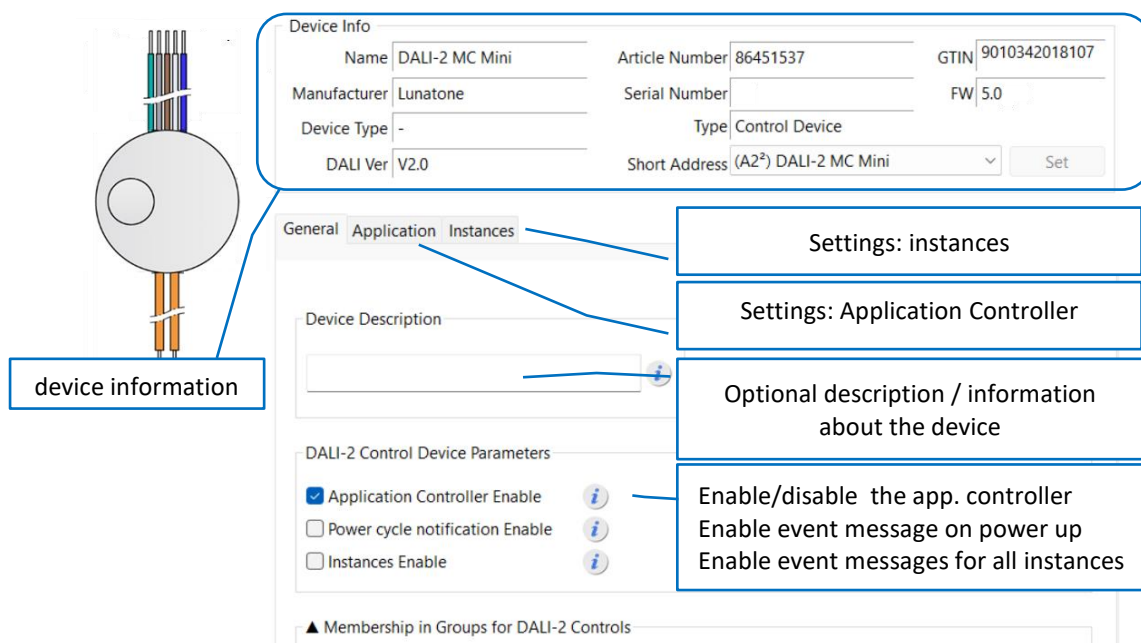 Device Info
Name DALI-2 MC Mini Article Number 86451537 GTIN 9010342018107
Manufacturer Lunatone Serial Number FW 5.0
Device Type - Type Control Device
DALI Ver V2.0 Short Address (A2²) DALI-2 MC Mini Set
General Application Instances
Settings: instances
Settings: Application Controller
Device Description
device information
Optional description / information
about the device
DALI-2 Control Device Parameters
Application Controller Enable i
Power cycle notification Enable i
Instances Enable i
Enable/disable the app. controller
Enable event message on power up
Enable event messages for all instances
▲ Membership in Groups for DALI-2 Controls